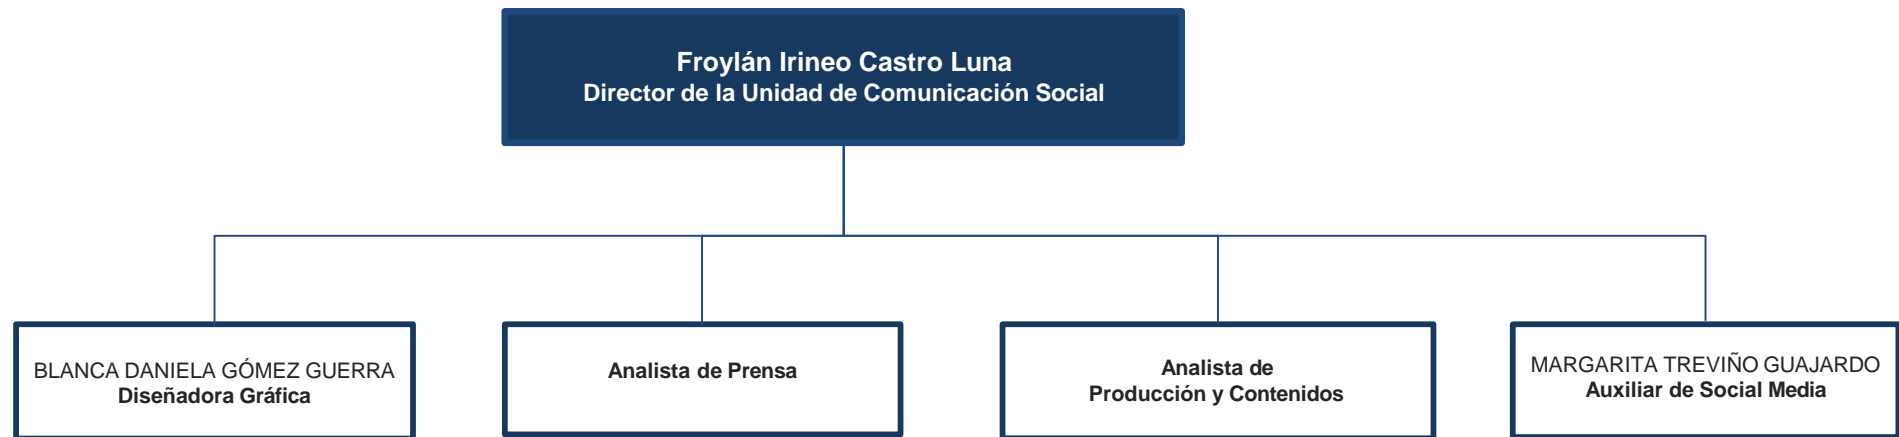 Froylán Irineo Castro Luna
Director de la Unidad de Comunicación Social
BLANCA DANIELA GÓMEZ GUERRA
Diseñadora Gráfica
Analista de Prensa
Analista de
Producción y Contenidos
MARGARITA TREVIÑO GUAJARDO
Auxiliar de Social Media